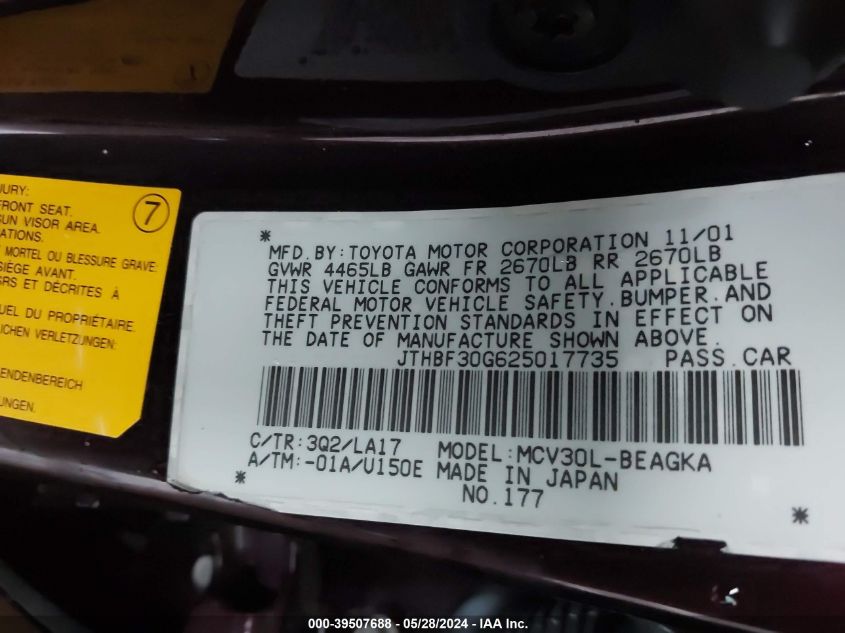 JURY:
FRONT SEAT.
SUN VISOR AREA.
7
MORTEL OU BLESSURE GRAVE:
SIÈGE AVANT.
ET DÉCRITES À
DU PROPRIÉTAIRE.
LICHEN VERLETZUNGEN:
ENDENBEREICH
UNGEN.
*
MFD.BY:TOYOTA MOTOR CORPORATION 11/01
GVWR 4465LB GAWR FR 2670LB RR 2670LB
THIS VEHICLE CONFORMS TO ALL APPLICABLE
FEDERAL MOTOR VEHICLE SAFETY.BUMPER.AND
THEFT PREVENTION STANDARDS IN EFFECT ON
THE DATE OF MANUFACTURE SHOWN ABOVE.
JTHBF30G625017735 PASS.CAR
C/TR:3Q2/LA17 MODEL:MCV30L-BEAGKA
A/TM:-01A/U150E MADE IN JAPAN
* NO.177 *
000-39507688 - 05/28/2024 - IAA Inc.